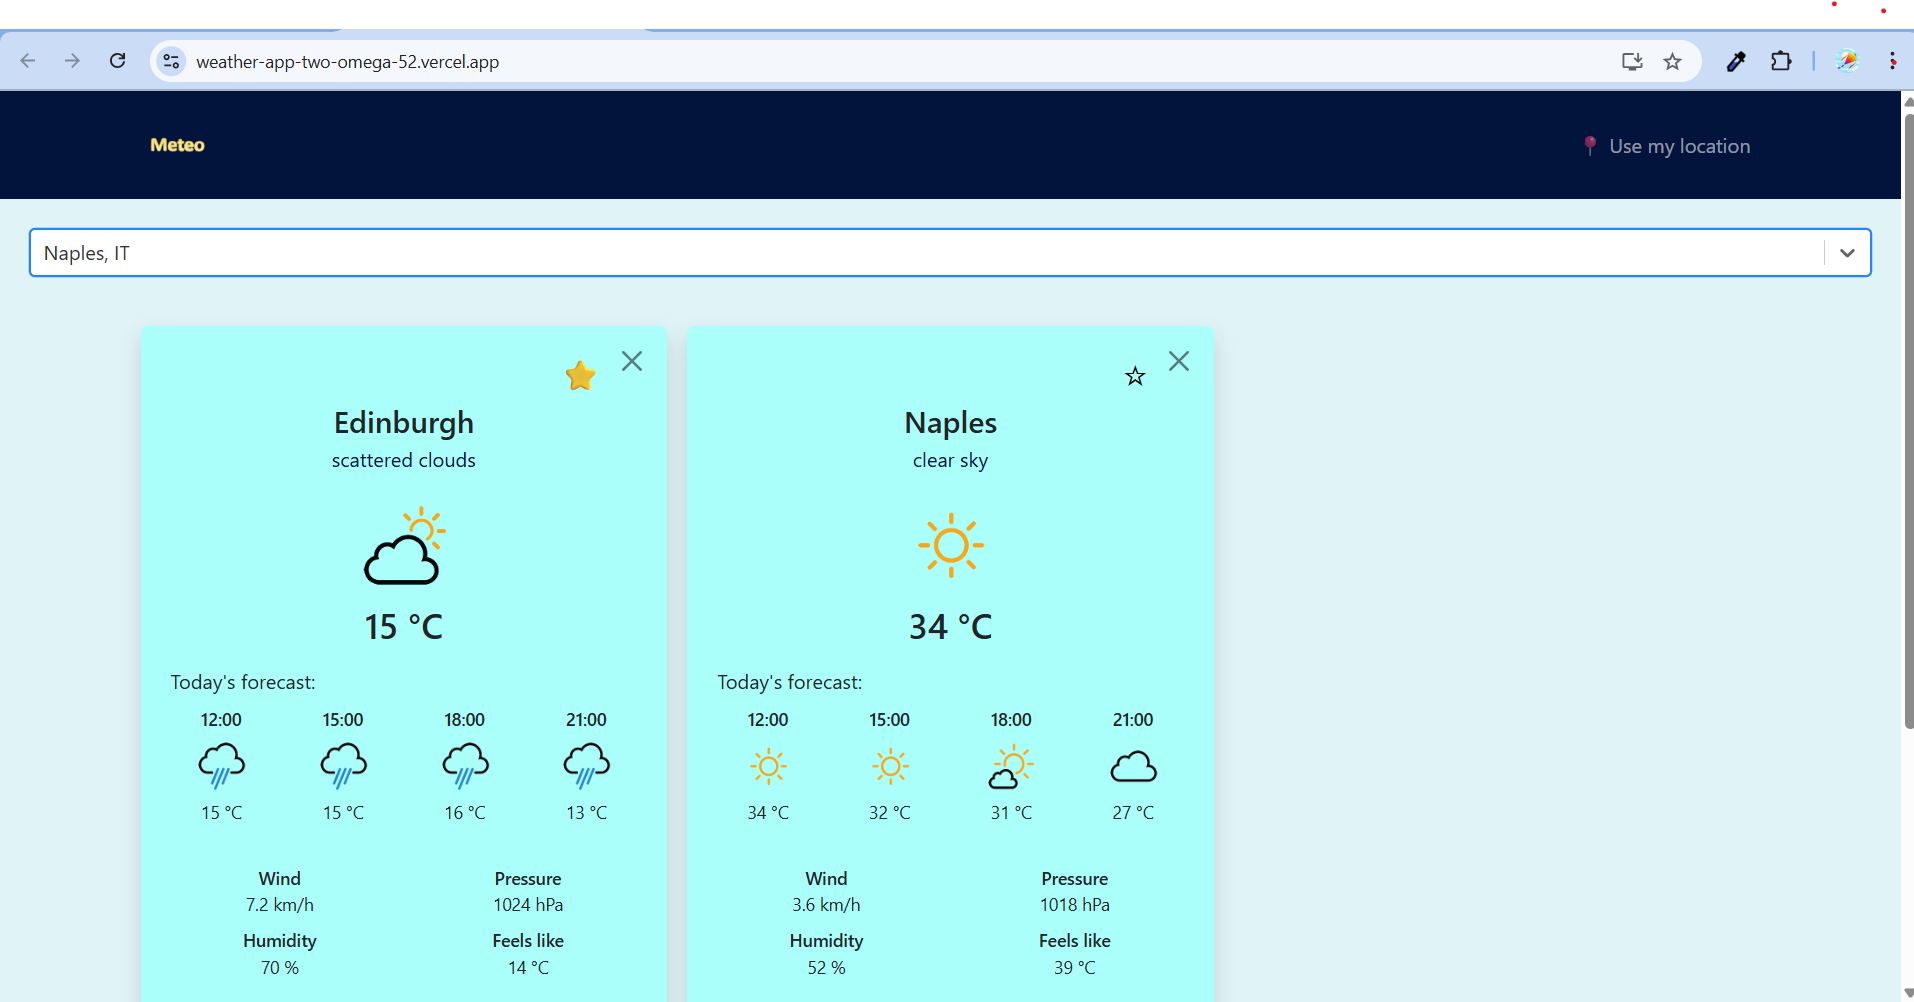 weather-app-two-omega-52.vercel.app
Meteo
Use my location
Naples, IT
Edinburgh
scattered clouds
15 °C
Today's forecast:
12:00 15:00 18:00 21:00
15 °C 15 °C 16 °C 13 °C
Wind Pressure
7.2 km/h 1024 hPa
Humidity Feels like
70 % 14 °C
Naples
clear sky
34 °C
Today's forecast:
12:00 15:00 18:00 21:00
34 °C 32 °C 31 °C 27 °C
Wind Pressure
3.6 km/h 1018 hPa
Humidity Feels like
52 % 39 °C